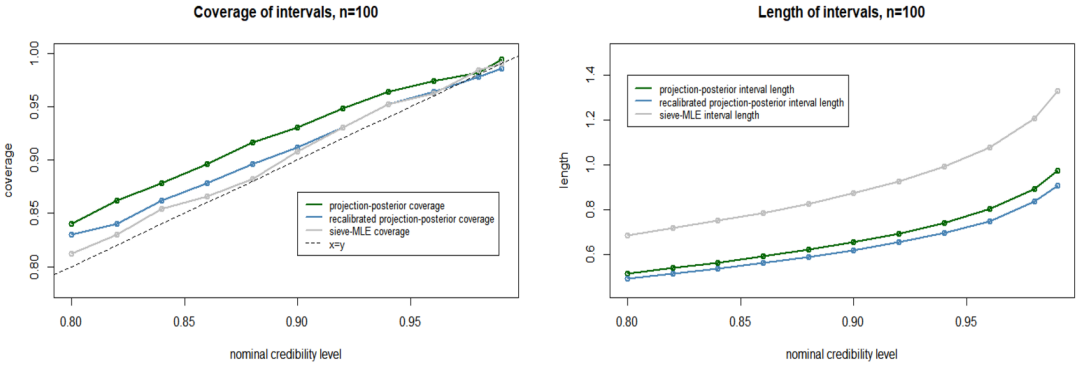 Coverage of intervals, n=100
coverage
1.00
0.95
0.90
0.85
0.80
projection-posterior coverage
recalibrated projection-posterior coverage
sieve-MLE coverage
x=y
0.80 0.85 0.90 0.95
nominal credibility level
Length of intervals, n=100
length
1.4
1.2
1.0
0.8
0.6
projection-posterior interval length
recalibrated projection-posterior interval length
sieve-MLE interval length
0.80 0.85 0.90 0.95
nominal credibility level